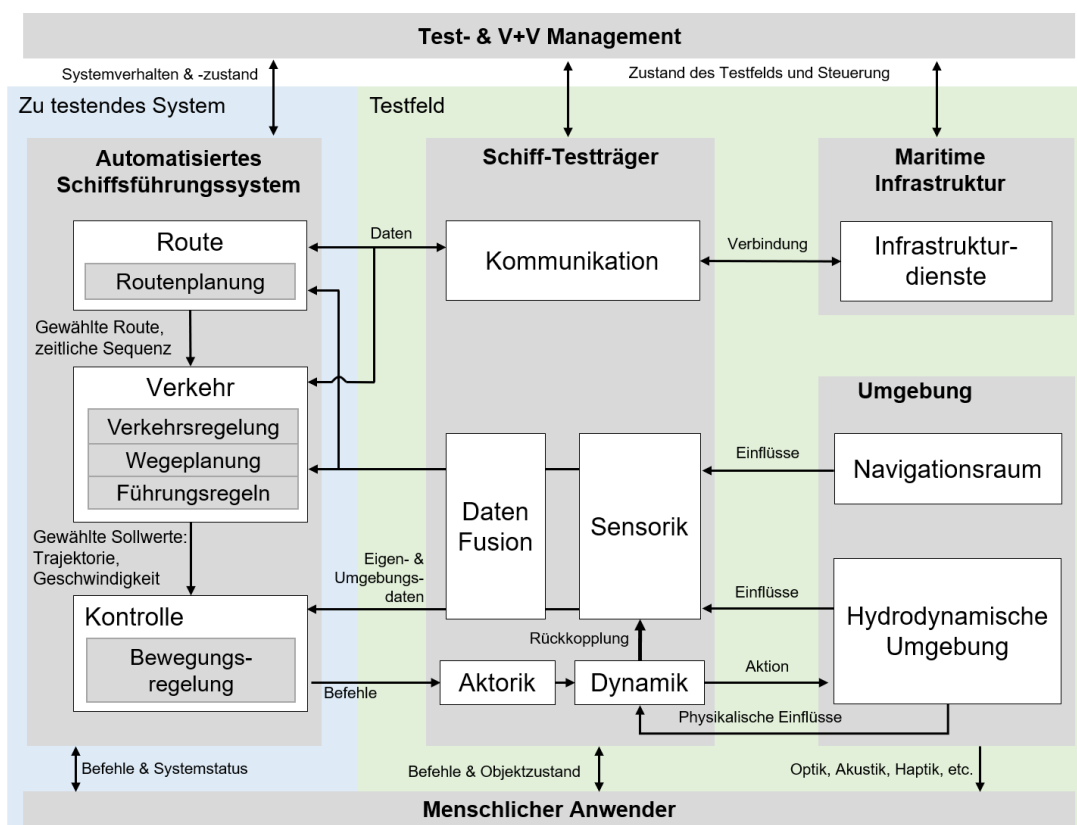 Test- & V+V Management
Systemverhalten & -zustand
Zustand des Testfelds und Steuerung
Zu testendes System
Testfeld
Automatisiertes
Schiffsführungssystem
Schiff-Testträger
Maritime
Infrastruktur
Route
Routenplanung
Daten
Kommunikation
Verbindung
Infrastruktur-
dienste
Gewählte Route,
zeitliche Sequenz
Verkehr
Verkehrsregelung
Wegeplanung
Führungsregeln
Umgebung
Daten
Fusion
Sensorik
Einflüsse
Navigationsraum
Gewählte Sollwerte:
Trajektorie,
Geschwindigkeit
Eigen- &
Umgebungs-
daten
Einflüsse
Hydrodynamische
Umgebung
Kontrolle
Bewegungs-
regelung
Rückkopplung
Befehle
Aktorik
Dynamik
Aktion
Physikalische Einflüsse
Befehle & Systemstatus
Befehle & Objektzustand
Optik, Akustik, Haptik, etc.
Menschlicher Anwender